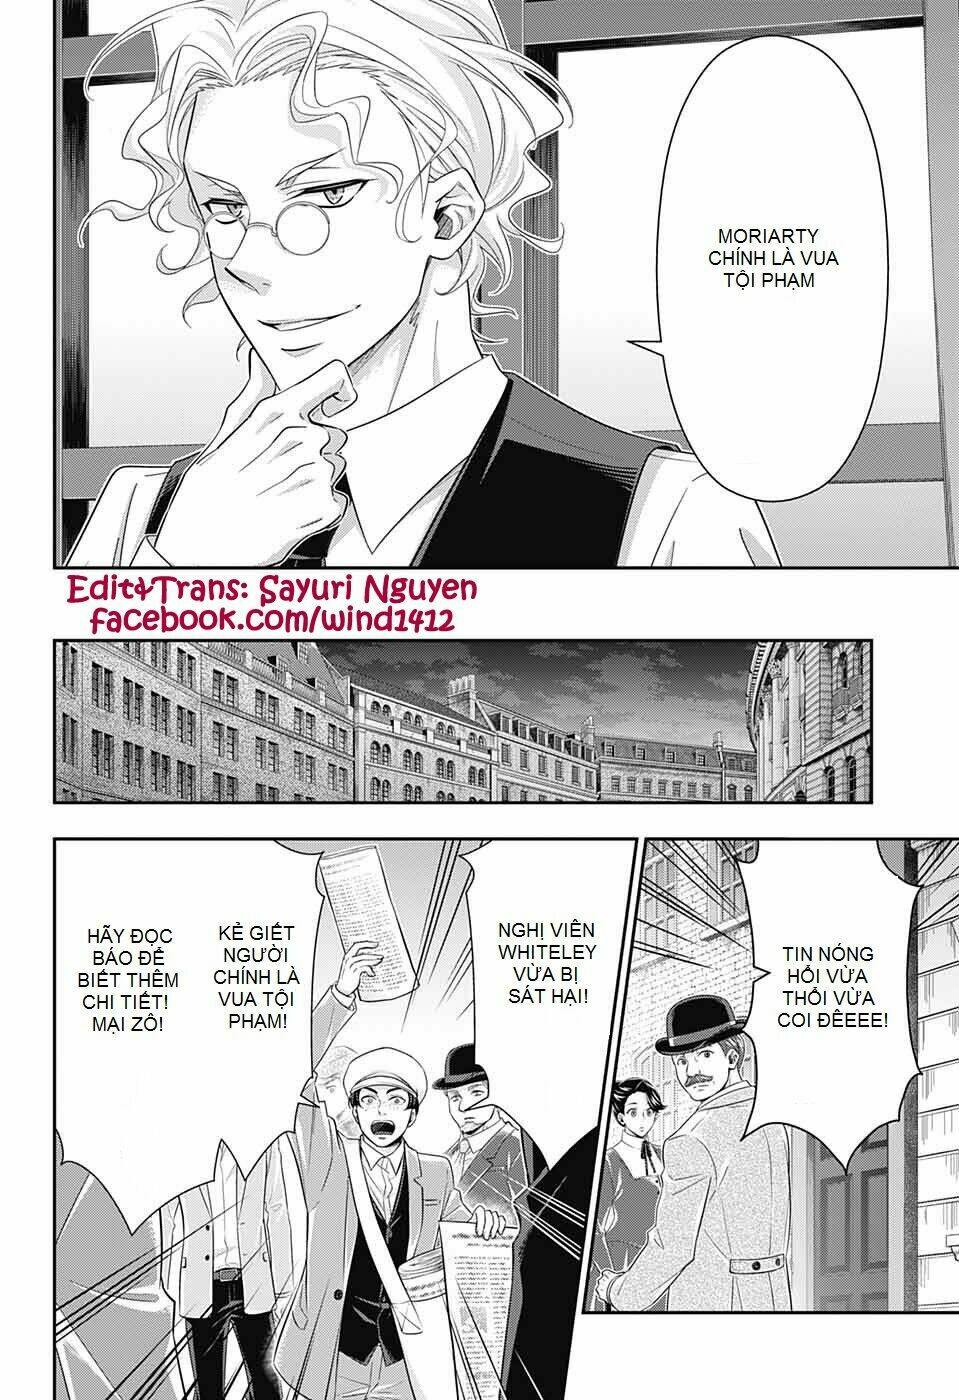 MORIARTY
CHÍNH LÀ VUA
TỘI PHẠM
Edit&Trans: Sayuri Nguyen
facebook.com/wind1412
TIN NÓNG
HỔI VỪA
THỔI VỪA
COI ĐÊEEE!
NGHỊ VIÊN
WHITELEY
VỪA BỊ
SÁT HẠI!
KẺ GIẾT
NGƯỜI
CHÍNH LÀ
VUA TỘI
PHẠM!
HÃY ĐỌC
BÁO ĐỂ
BIẾT THÊM
CHI TIẾT!
MẠI ZÔ!